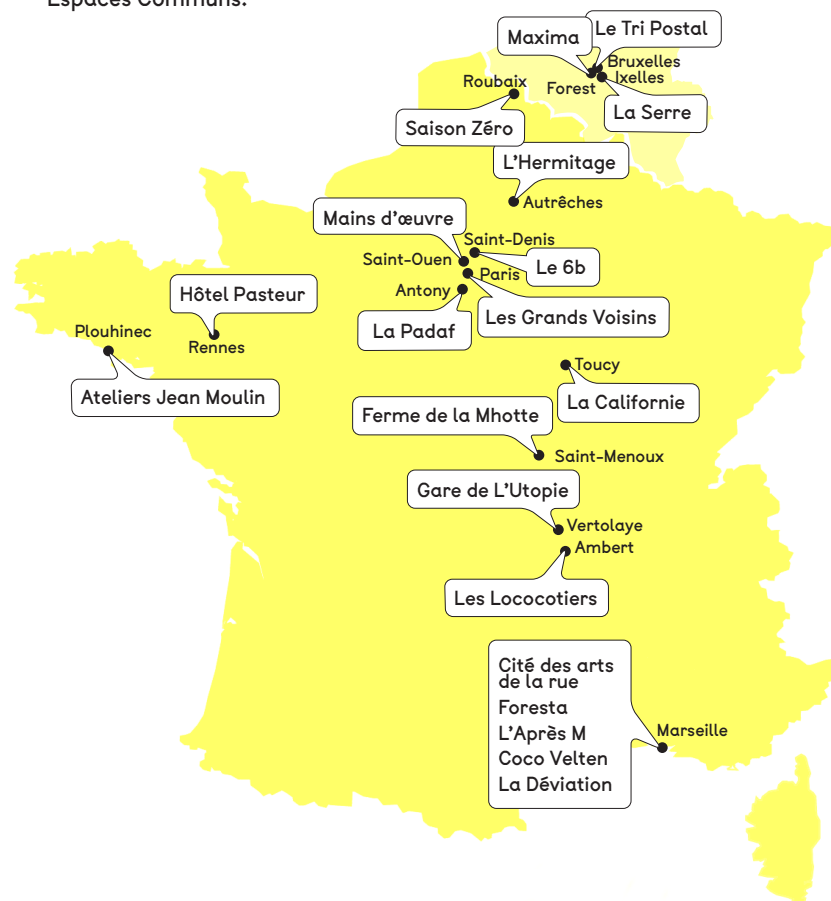 Espaces Communs.
Le Tri Postal
Maxima
Bruxelles
Ixelles
Roubaix
Forest
La Serre
Saison Zéro
L'Hermitage
Autrêches
Mains d'œuvre
Saint-Denis
Saint-Ouen
Le 6b
Paris
Antony
Hôtel Pasteur
Les Grands Voisins
La Padaf
Plouhinec
Rennes
Toucy
Ateliers Jean Moulin
La Californie
Ferme de la Mhotte
Saint-Menoux
Gare de L'Utopie
Vertolaye
Ambert
Les Lococotiers
Cité des arts
de la rue
Foresta
L'Après M
Coco Velten
La Déviation
Marseille